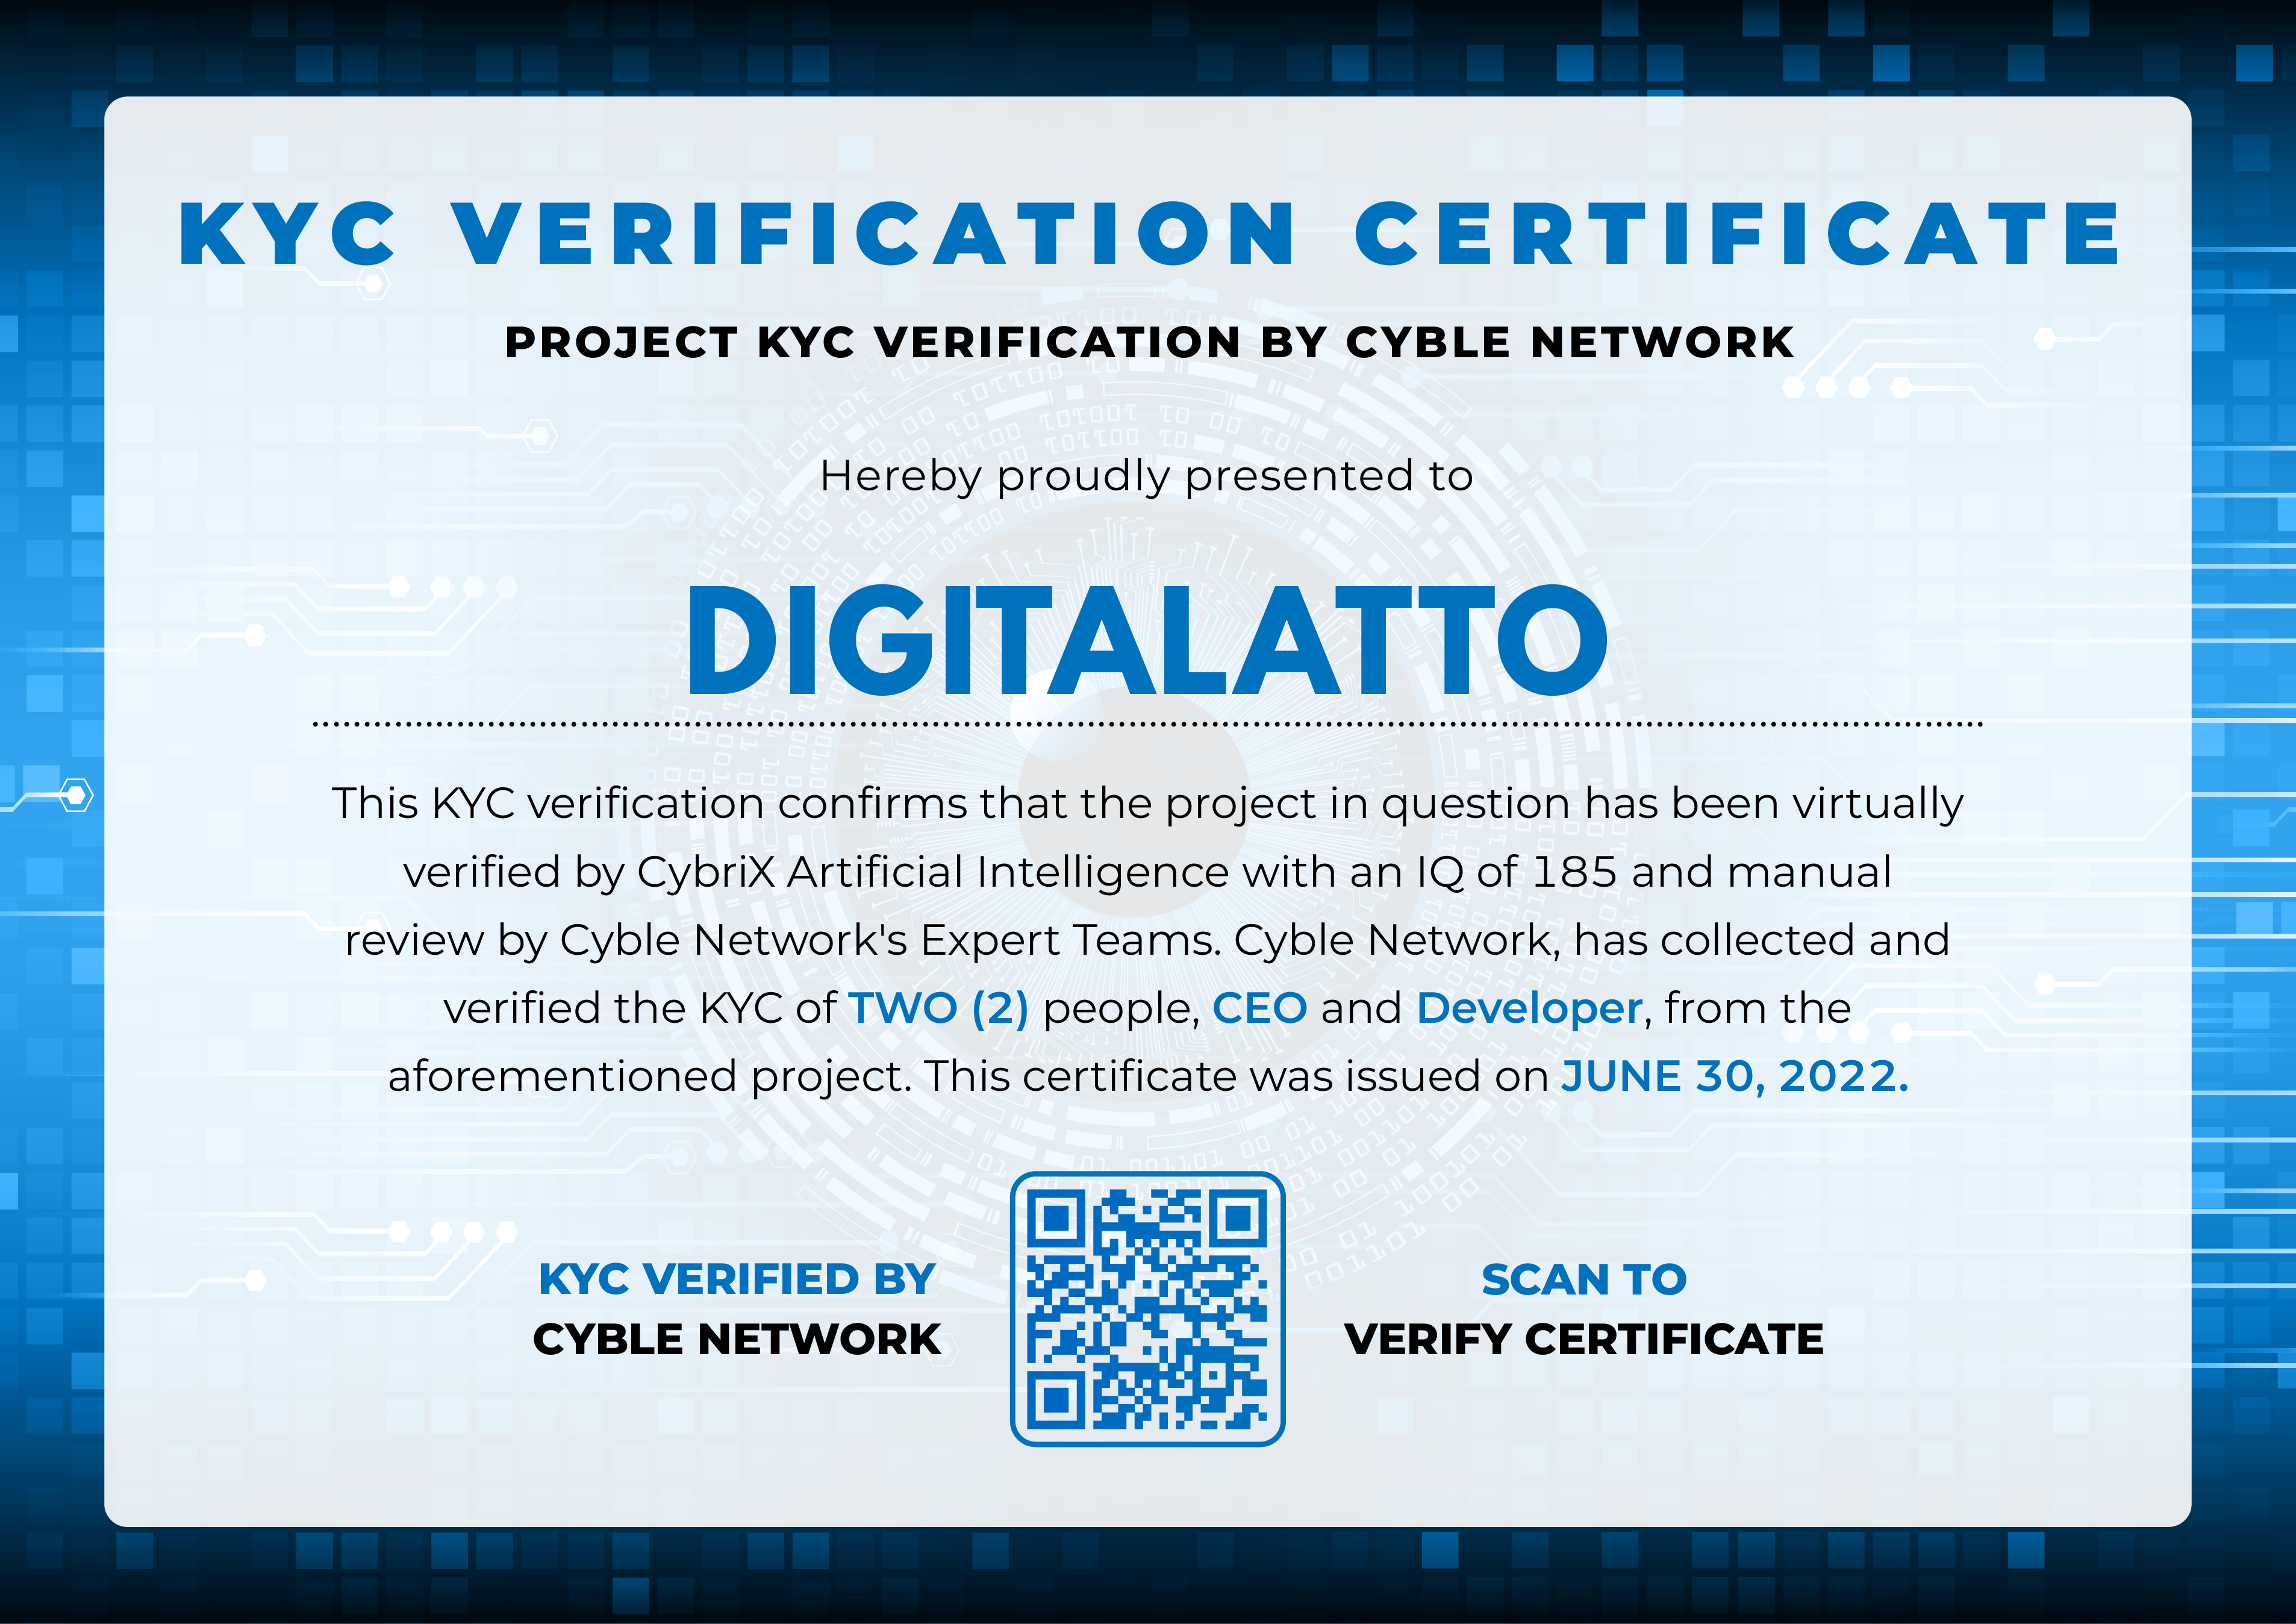 KYC VERIFICATION CERTIFICATE
PROJECT KYC VERIFICATION BY CYBLE NETWORK
Hereby proudly presented to
DIGITALATTO
This KYC verification confirms that the project in question has been virtually
verified by CybriX Artificial Intelligence with an IQ of 185 and manual
review by Cyble Network's Expert Teams. Cyble Network, has collected and
verified the KYC of TWO (2) people, CEO and Developer, from the
aforementioned project. This certificate was issued on JUNE 30, 2022.
KYC VERIFIED BY
CYBLE NETWORK
SCAN TO
VERIFY CERTIFICATE